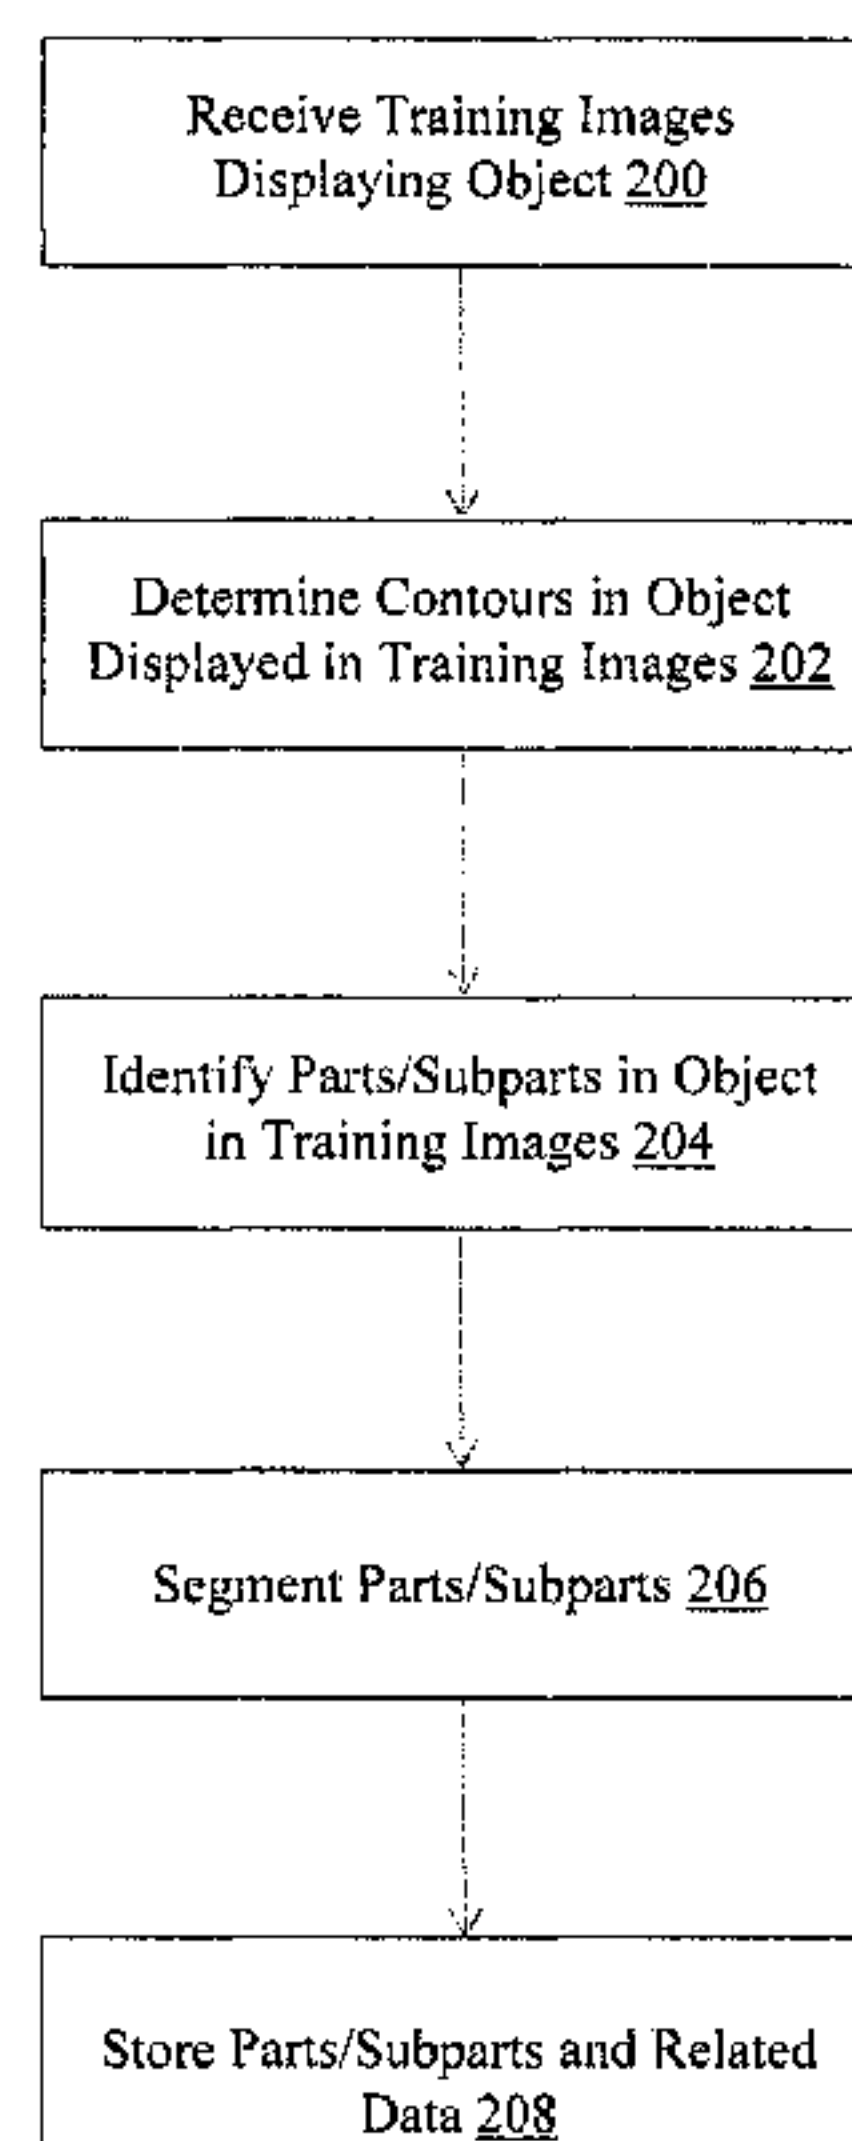 Receive Training Images
Displaying Object 200
Determine Contours in Object
Displayed in Training Images 202
Identify Parts/Subparts in Object
in Training Images 204
Segment Parts/Subparts 206
Store Parts/Subparts and Related
Data 208